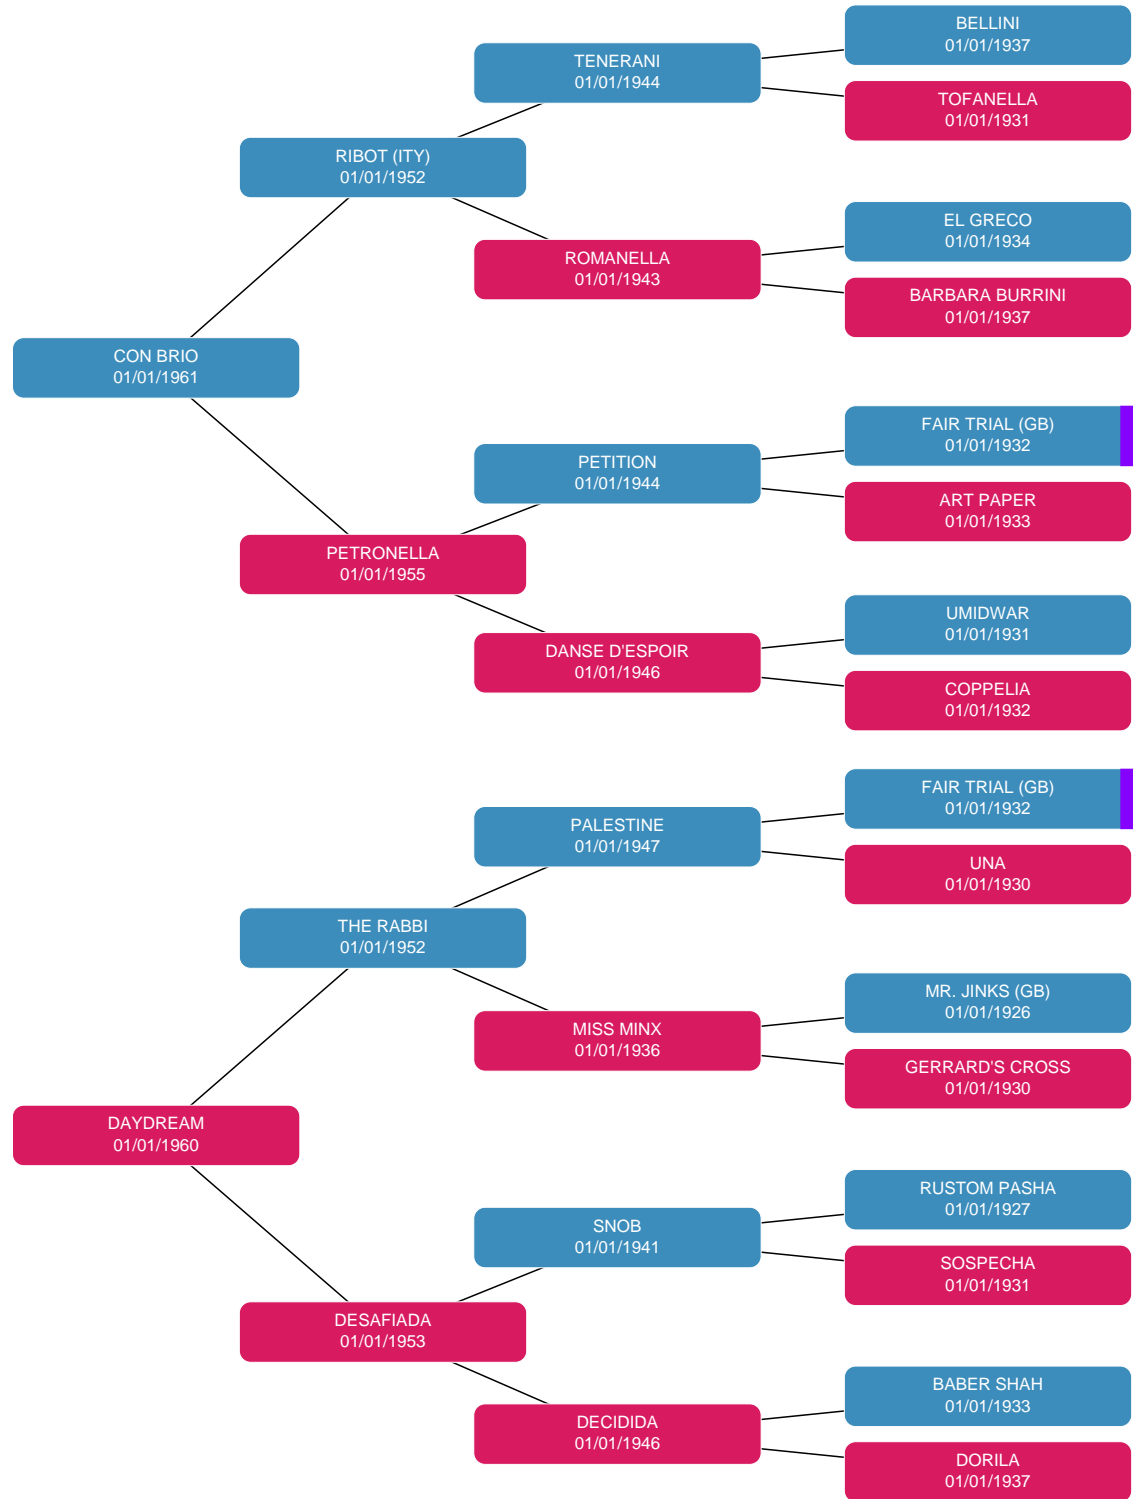 BELLINI
01/01/1937
TENERANI
01/01/1944
TOFANELLA
01/01/1931
RIBOT (ITY)
01/01/1952
EL GRECO
01/01/1934
ROMANELLA
01/01/1943
BARBARA BURRINI
01/01/1937
CON BRIO
01/01/1961
FAIR TRIAL (GB)
01/01/1932
PETITION
01/01/1944
ART PAPER
01/01/1933
PETRONELLA
01/01/1955
UMIDWAR
01/01/1931
DANSE D'ESPOIR
01/01/1946
COPPELIA
01/01/1932
FAIR TRIAL (GB)
01/01/1932
PALESTINE
01/01/1947
UNA
01/01/1930
THE RABBI
01/01/1952
MR. JINKS (GB)
01/01/1926
MISS MINX
01/01/1936
GERRARD'S CROSS
01/01/1930
DAYDREAM
01/01/1960
RUSTOM PASHA
01/01/1927
SNOB
01/01/1941
SOSPECHA
01/01/1931
DESAFIADA
01/01/1953
BABER SHAH
01/01/1933
DECIDIDA
01/01/1946
DORILA
01/01/1937